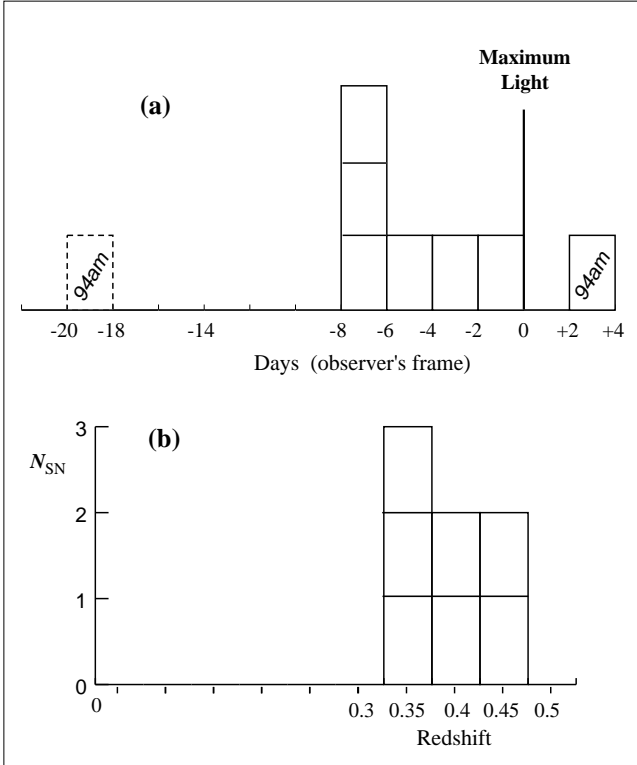 Maximum
Light
(a)
94am
94am
-20 -18 -14 -8 -6 -4 -2 0 +2 +4
Days (observer's frame)
(b)
3
N_SN
2
1
0
0 0.3 0.35 0.4 0.45 0.5
Redshift